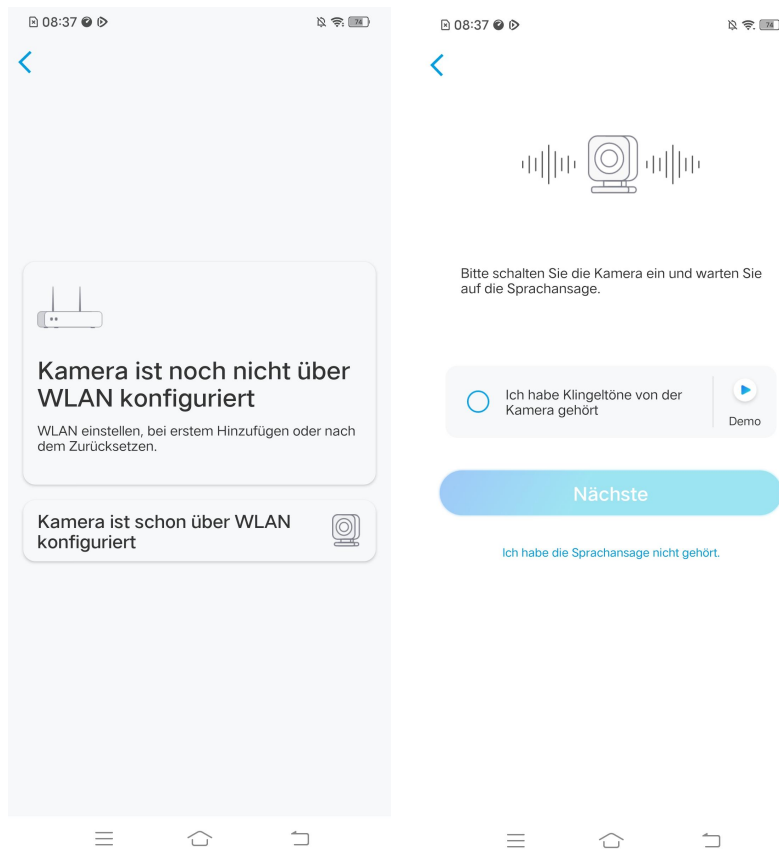 08:37
74
Kamera ist noch nicht über
WLAN konfiguriert
WLAN einstellen, bei erstem Hinzufügen oder nach
dem Zurücksetzen.
Kamera ist schon über WLAN
konfiguriert
08:37
74
Bitte schalten Sie die Kamera ein und warten Sie
auf die Sprachansage.
Ich habe Klingeltöne von der
Kamera gehört
Demo
Nächste
Ich habe die Sprachansage nicht gehört.